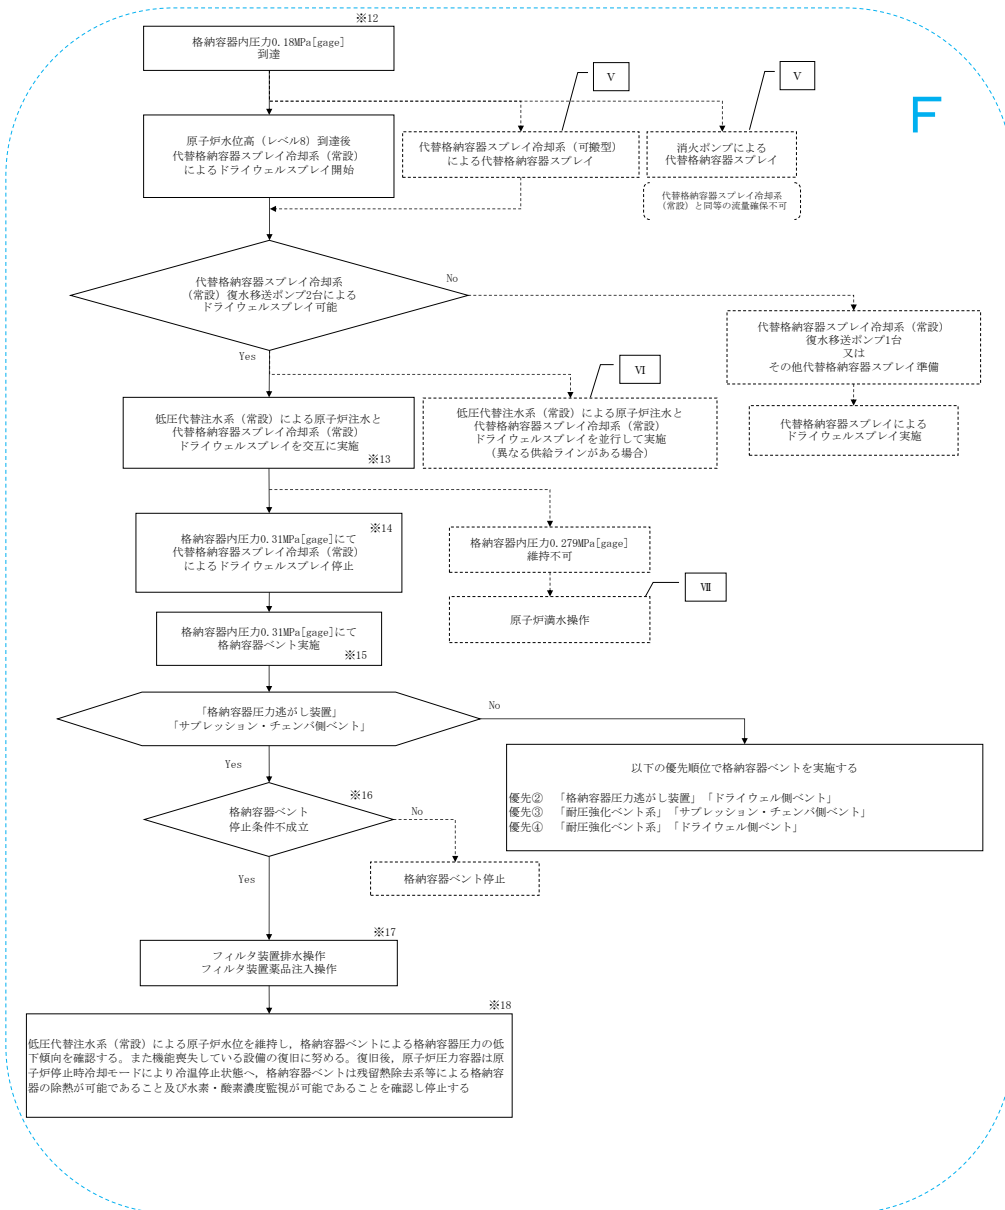 ※12
格納容器内圧力0.18MPa[gage]
到達
Ⅴ
Ⅴ
F
原子炉水位高（レベル8）到達後
代替格納容器スプレイ冷却系（常設）
によるドライウェルスプレイ開始
代替格納容器スプレイ冷却系（可搬型）
による代替格納容器スプレイ
消火ポンプによる
代替格納容器スプレイ
代替格納容器スプレイ冷却系
（常設）と同等の流量確保不可
代替格納容器スプレイ冷却系
（常設）復水移送ポンプ2台による
ドライウェルスプレイ可能
No
Yes
代替格納容器スプレイ冷却系（常設）
復水移送ポンプ1台
又は
その他代替格納容器スプレイ準備
Ⅵ
低圧代替注水系（常設）による原子炉注水と
代替格納容器スプレイ冷却系（常設）
ドライウェルスプレイを交互に実施
※13
低圧代替注水系（常設）による原子炉注水と
代替格納容器スプレイ冷却系（常設）
ドライウェルスプレイを並行して実施
（異なる供給ラインがある場合）
代替格納容器スプレイによる
ドライウェルスプレイ実施
※14
格納容器内圧力0.31MPa[gage]にて
代替格納容器スプレイ冷却系（常設）
によるドライウェルスプレイ停止
格納容器内圧力0.279MPa[gage]
維持不可
Ⅶ
原子炉満水操作
格納容器内圧力0.31MPa[gage]にて
格納容器ベント実施
※15
「格納容器圧力逃がし装置」
「サプレッション・チェンバ側ベント」
No
Yes
以下の優先順位で格納容器ベントを実施する
優先② 「格納容器圧力逃がし装置」「ドライウェル側ベント」
優先③ 「耐圧強化ベント系」「サプレッション・チェンバ側ベント」
優先④ 「耐圧強化ベント系」「ドライウェル側ベント」
※16
格納容器ベント
停止条件不成立
No
Yes
格納容器ベント停止
※17
フィルタ装置排水操作
フィルタ装置薬品注入操作
※18
低圧代替注水系（常設）による原子炉水位を維持し，格納容器ベントによる格納容器圧力の低
下傾向を確認する。また機能喪失している設備の復旧に努める。復旧後，原子炉圧力容器は原
子炉停止時冷却モードにより冷温停止状態へ，格納容器ベントは残留熱除去系等による格納容
器の除熱が可能であること及び水素・酸素濃度監視が可能であることを確認し停止する